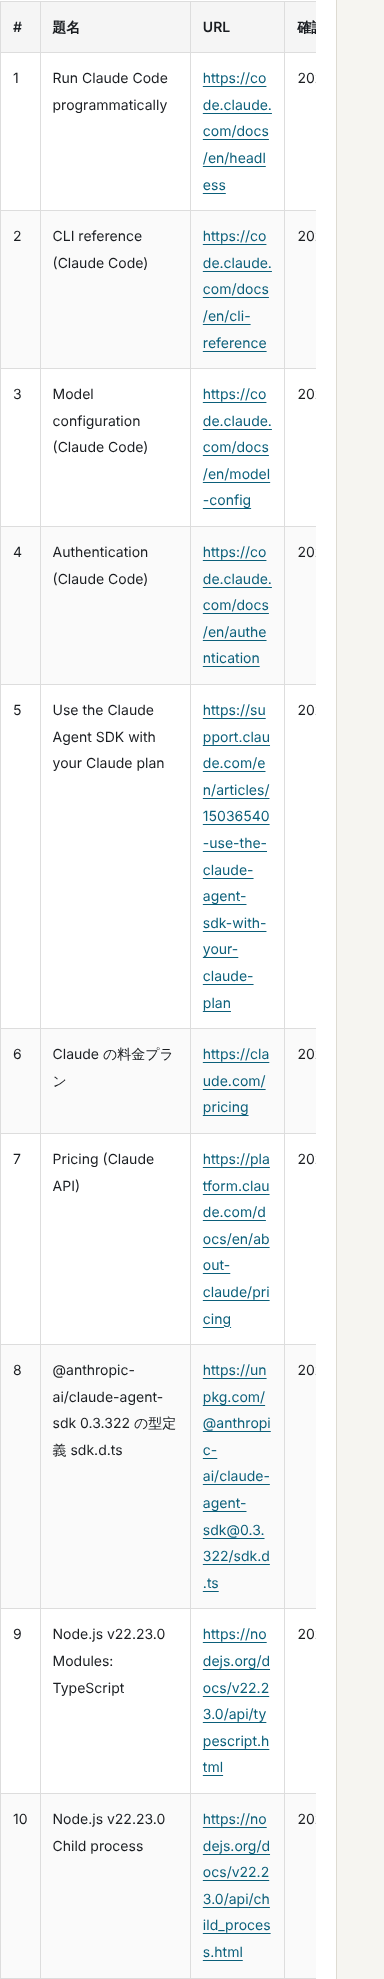 # 題名 URL
1 Run Claude Code https://co 20
programmatically de.claude.
com/docs
/en/headl
ess
2 CLI reference https://co 20
(Claude Code) de.claude.
com/docs
/en/cli-
reference
3 Model https://co 20
configuration de.claude.
(Claude Code) com/docs
/en/model
-config
4 Authentication https://co 20
(Claude Code) de.claude.
com/docs
/en/authe
ntication
5 Use the Claude https://su 20
Agent SDK with pport.clau
your Claude plan de.com/e
n/articles/
15036540
-use-the-
claude-
agent-
sdk-with-
your-
claude-
plan
6 Claude の料金プラ https://cla 20
ン ude.com/
pricing
7 Pricing (Claude https://pla 20
API) tform.clau
de.com/d
ocs/en/ab
out-
claude/pri
cing
8 @anthropic- https://un 20
ai/claude-agent- pkg.com/
sdk 0.3.322 の型定 @anthropi
義 sdk.d.ts c-
ai/claude-
agent-
sdk@0.3.
322/sdk.d
.ts
9 Node.js v22.23.0 https://no 20
Modules: dejs.org/d
TypeScript ocs/v22.2
3.0/api/ty
pescript.h
tml
10 Node.js v22.23.0 https://no 20
Child process dejs.org/d
ocs/v22.2
3.0/api/ch
ild_proces
s.html